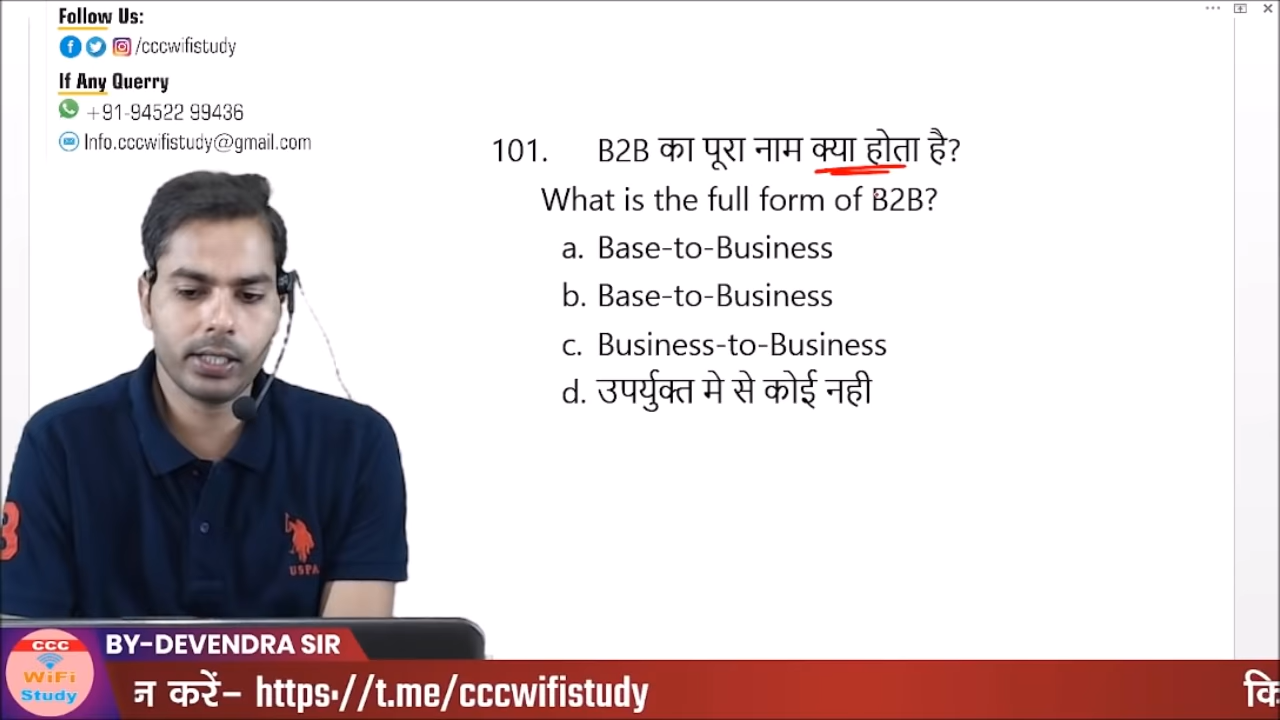 Follow Us:
/cccwifistudy
If Any Querry
+91-94522 99436
Info.cccwifistudy@gmail.com
101. B2B का पूरा नाम क्या होता है?
What is the full form of B2B?
a. Base-to-Business
b. Base-to-Business
c. Business-to-Business
d. उपर्युक्त मे से कोई नही
USPA
BY-DEVENDRA SIR
CCC
WiFi
Study
न करें– https://t.me/cccwifistudy
कि